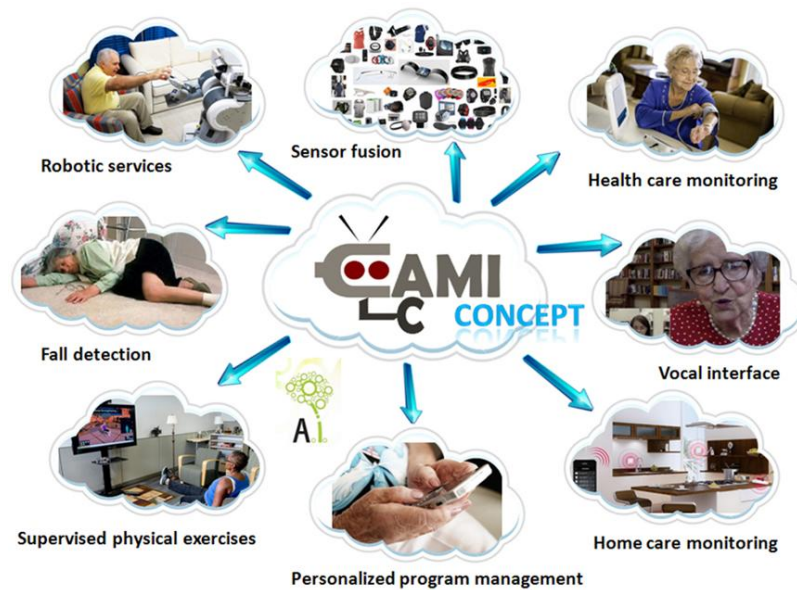 Robotic services
Sensor fusion
Health care monitoring
CAMI
CONCEPT
Fall detection
Vocal interface
A.I.
Supervised physical exercises
Home care monitoring
Personalized program management